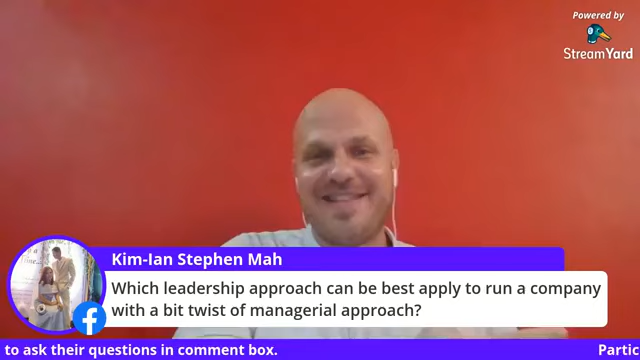 Powered by
StreamYard
Kim-Ian Stephen Mah
Which leadership approach can be best apply to run a company
with a bit twist of managerial approach?
to ask their questions in comment box.
Partic